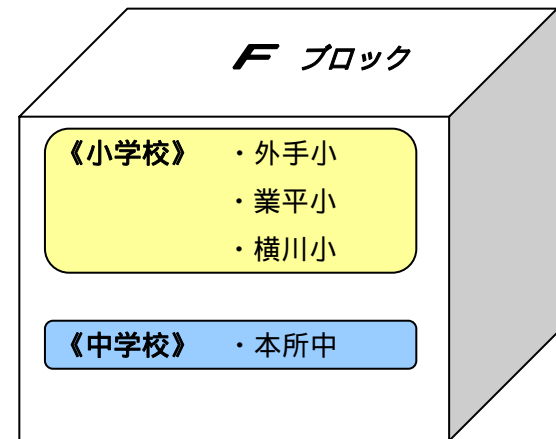 F ブロック
《小学校》 ・外手小
・業平小
・横川小
《中学校》 ・本所中